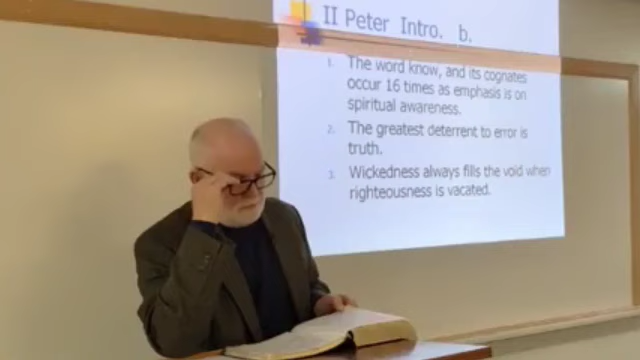 II Peter Intro. b.
1. The word know, and its cognates
occur 16 times as emphasis is on
spiritual awareness.
2. The greatest deterrent to error is
truth.
3. Wickedness always fills the void when
righteousness is vacated.